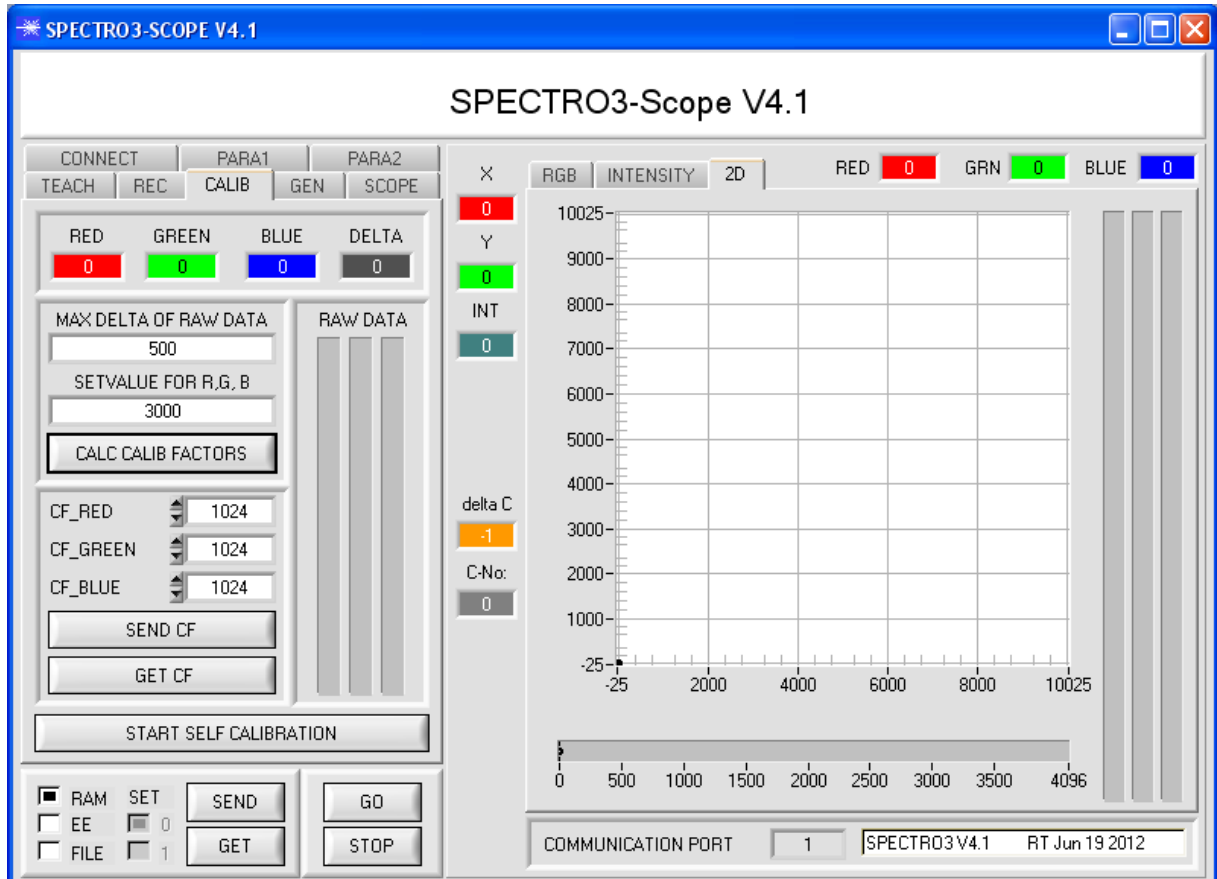 SPECTRO3-SCOPE V4.1
SPECTRO3-Scope V4.1
CONNECT PARA1 PARA2
TEACH REC CALIB GEN SCOPE
RED GREEN BLUE DELTA
0 0 0 0
MAX DELTA OF RAW DATA
500
SETVALUE FOR R,G, B
3000
CALC CALIB FACTORS
RAW DATA
CF_RED 1024
CF_GREEN 1024
CF_BLUE 1024
SEND CF
GET CF
START SELF CALIBRATION
RAM SET
EE 0
FILE 1
SEND
GET
GO
STOP
X
0
Y
0
INT
0
delta C
-1
C-No:
0
RGB INTENSITY 2D
RED 0 GRN 0 BLUE 0
10025
9000
8000
7000
6000
5000
4000
3000
2000
1000
-25
-25 2000 4000 6000 8000 10025
0 500 1000 1500 2000 2500 3000 3500 4096
COMMUNICATION PORT 1 SPECTRO3 V4.1 RT Jun 19 2012